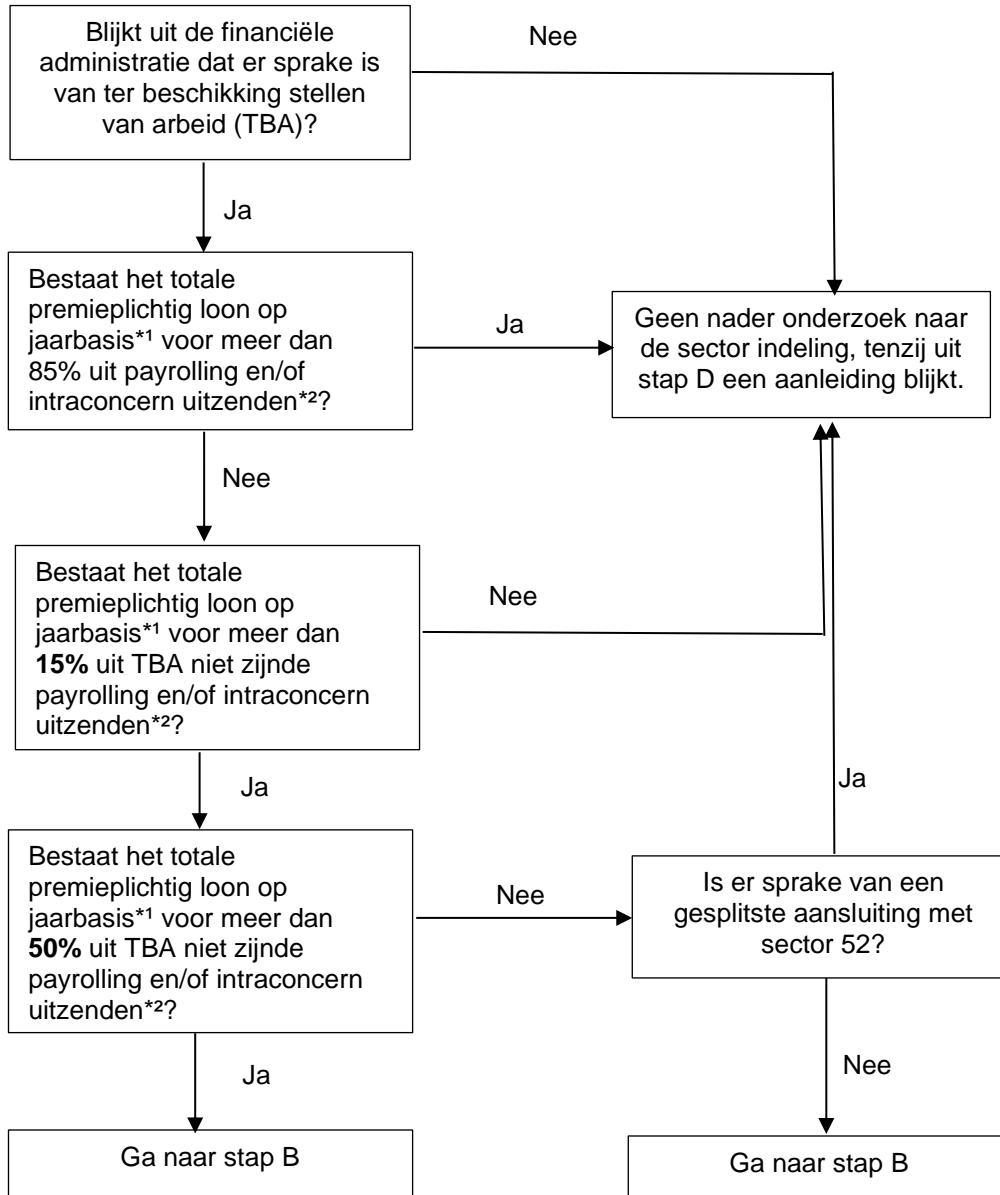 Blijkt uit de financiële
administratie dat er sprake is
van ter beschikking stellen
van arbeid (TBA)?
Nee
Ja
Bestaat het totale
premieplichtig loon op
jaarbasis*¹ voor meer dan
85% uit payrolling en/of
intraconcern uitzenden*²?
Ja
Geen nader onderzoek naar
de sector indeling, tenzij uit
stap D een aanleiding blijkt.
Nee
Bestaat het totale
premieplichtig loon op
jaarbasis*¹ voor meer dan
15% uit TBA niet zijnde
payrolling en/of intraconcern
uitzenden*²?
Nee
Ja
Ja
Bestaat het totale
premieplichtig loon op
jaarbasis*¹ voor meer dan
50% uit TBA niet zijnde
payrolling en/of intraconcern
uitzenden*²?
Nee
Is er sprake van een
gesplitste aansluiting met
sector 52?
Ja
Nee
Ga naar stap B
Ga naar stap B